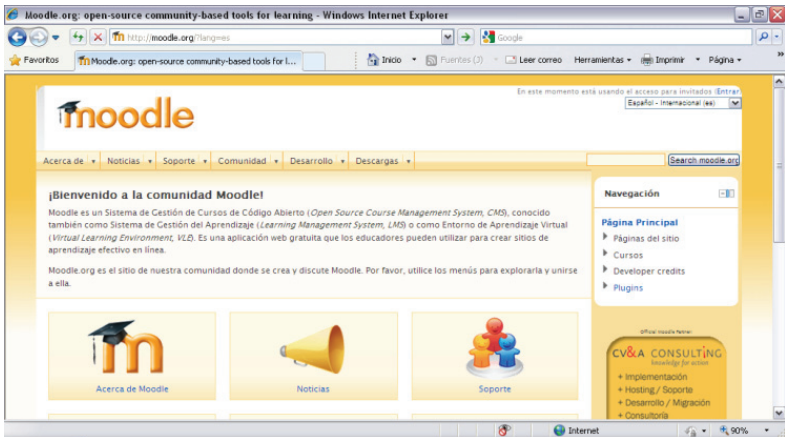 Moodle.org: open-source community-based tools for learning - Windows Internet Explorer
http://moodle.org/?lang=es
Google
Favoritos
Moodle.org: open-source community-based tools for l...
Inicio
Fuentes (J)
Leer correo
Herramientas
Imprimir
Página
En este momento está usando el acceso para invitados (Entrar)
Español - Internacional (es)
moodle
Acerca de
Noticias
Soporte
Comunidad
Desarrollo
Descargas
Search moodle.org
¡Bienvenido a la comunidad Moodle!
Moodle es un Sistema de Gestión de Cursos de Código Abierto (Open Source Course Management System, CMS), conocido
también como Sistema de Gestión del Aprendizaje (Learning Management System, LMS) o como Entorno de Aprendizaje Virtual
(Virtual Learning Environment, VLE). Es una aplicación web gratuita que los educadores pueden utilizar para crear sitios de
aprendizaje efectivo en línea.
Moodle.org es el sitio de nuestra comunidad donde se crea y discute Moodle. Por favor, utilice los menús para explorarla y unirse
a ella.
Acerca de Moodle
Noticias
Soporte
Navegación
Página Principal
Páginas del sitio
Cursos
Developer credits
Plugins
Official Moodle Partner
CV&A CONSULTING
knowledge for action
+ Implementación
+ Hosting / Soporte
+ Desarrollo / Migración
+ Consultoría
Internet
90%